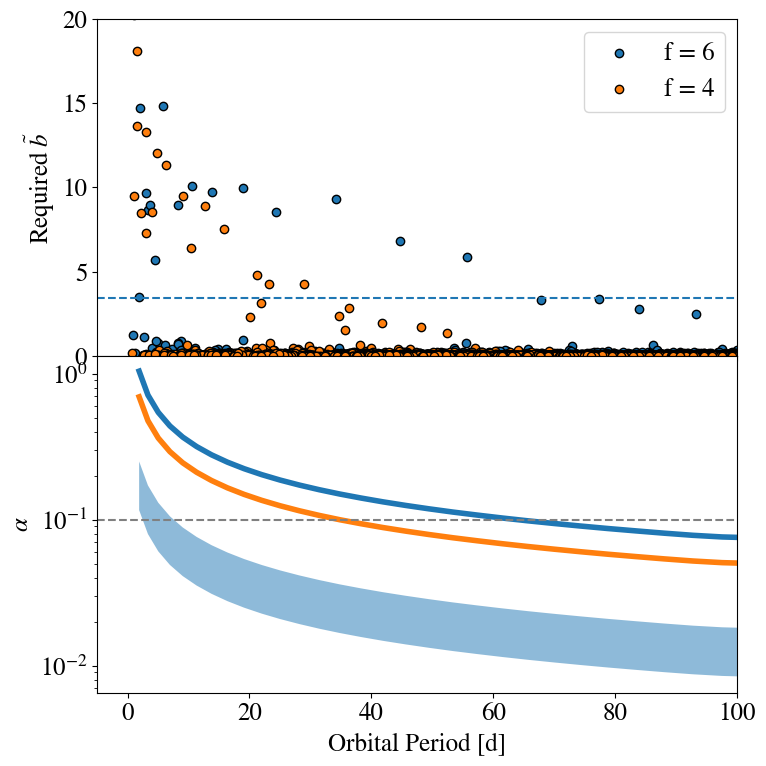 20
15
10
5
0
Required b̃
f = 6
f = 4
10⁰
10⁻¹
10⁻²
α
0 20 40 60 80 100
Orbital Period [d]